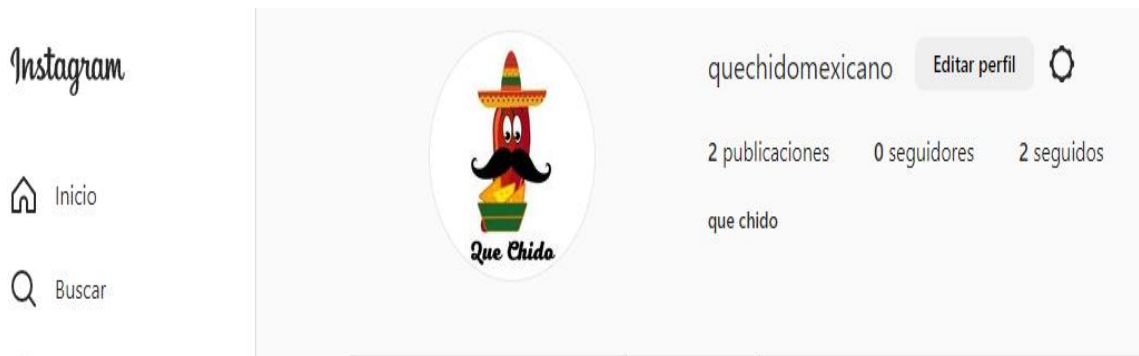 Instagram
Inicio
Buscar
Que Chido
quechidomexicano Editar perfil
2 publicaciones 0 seguidores 2 seguidos
que chido